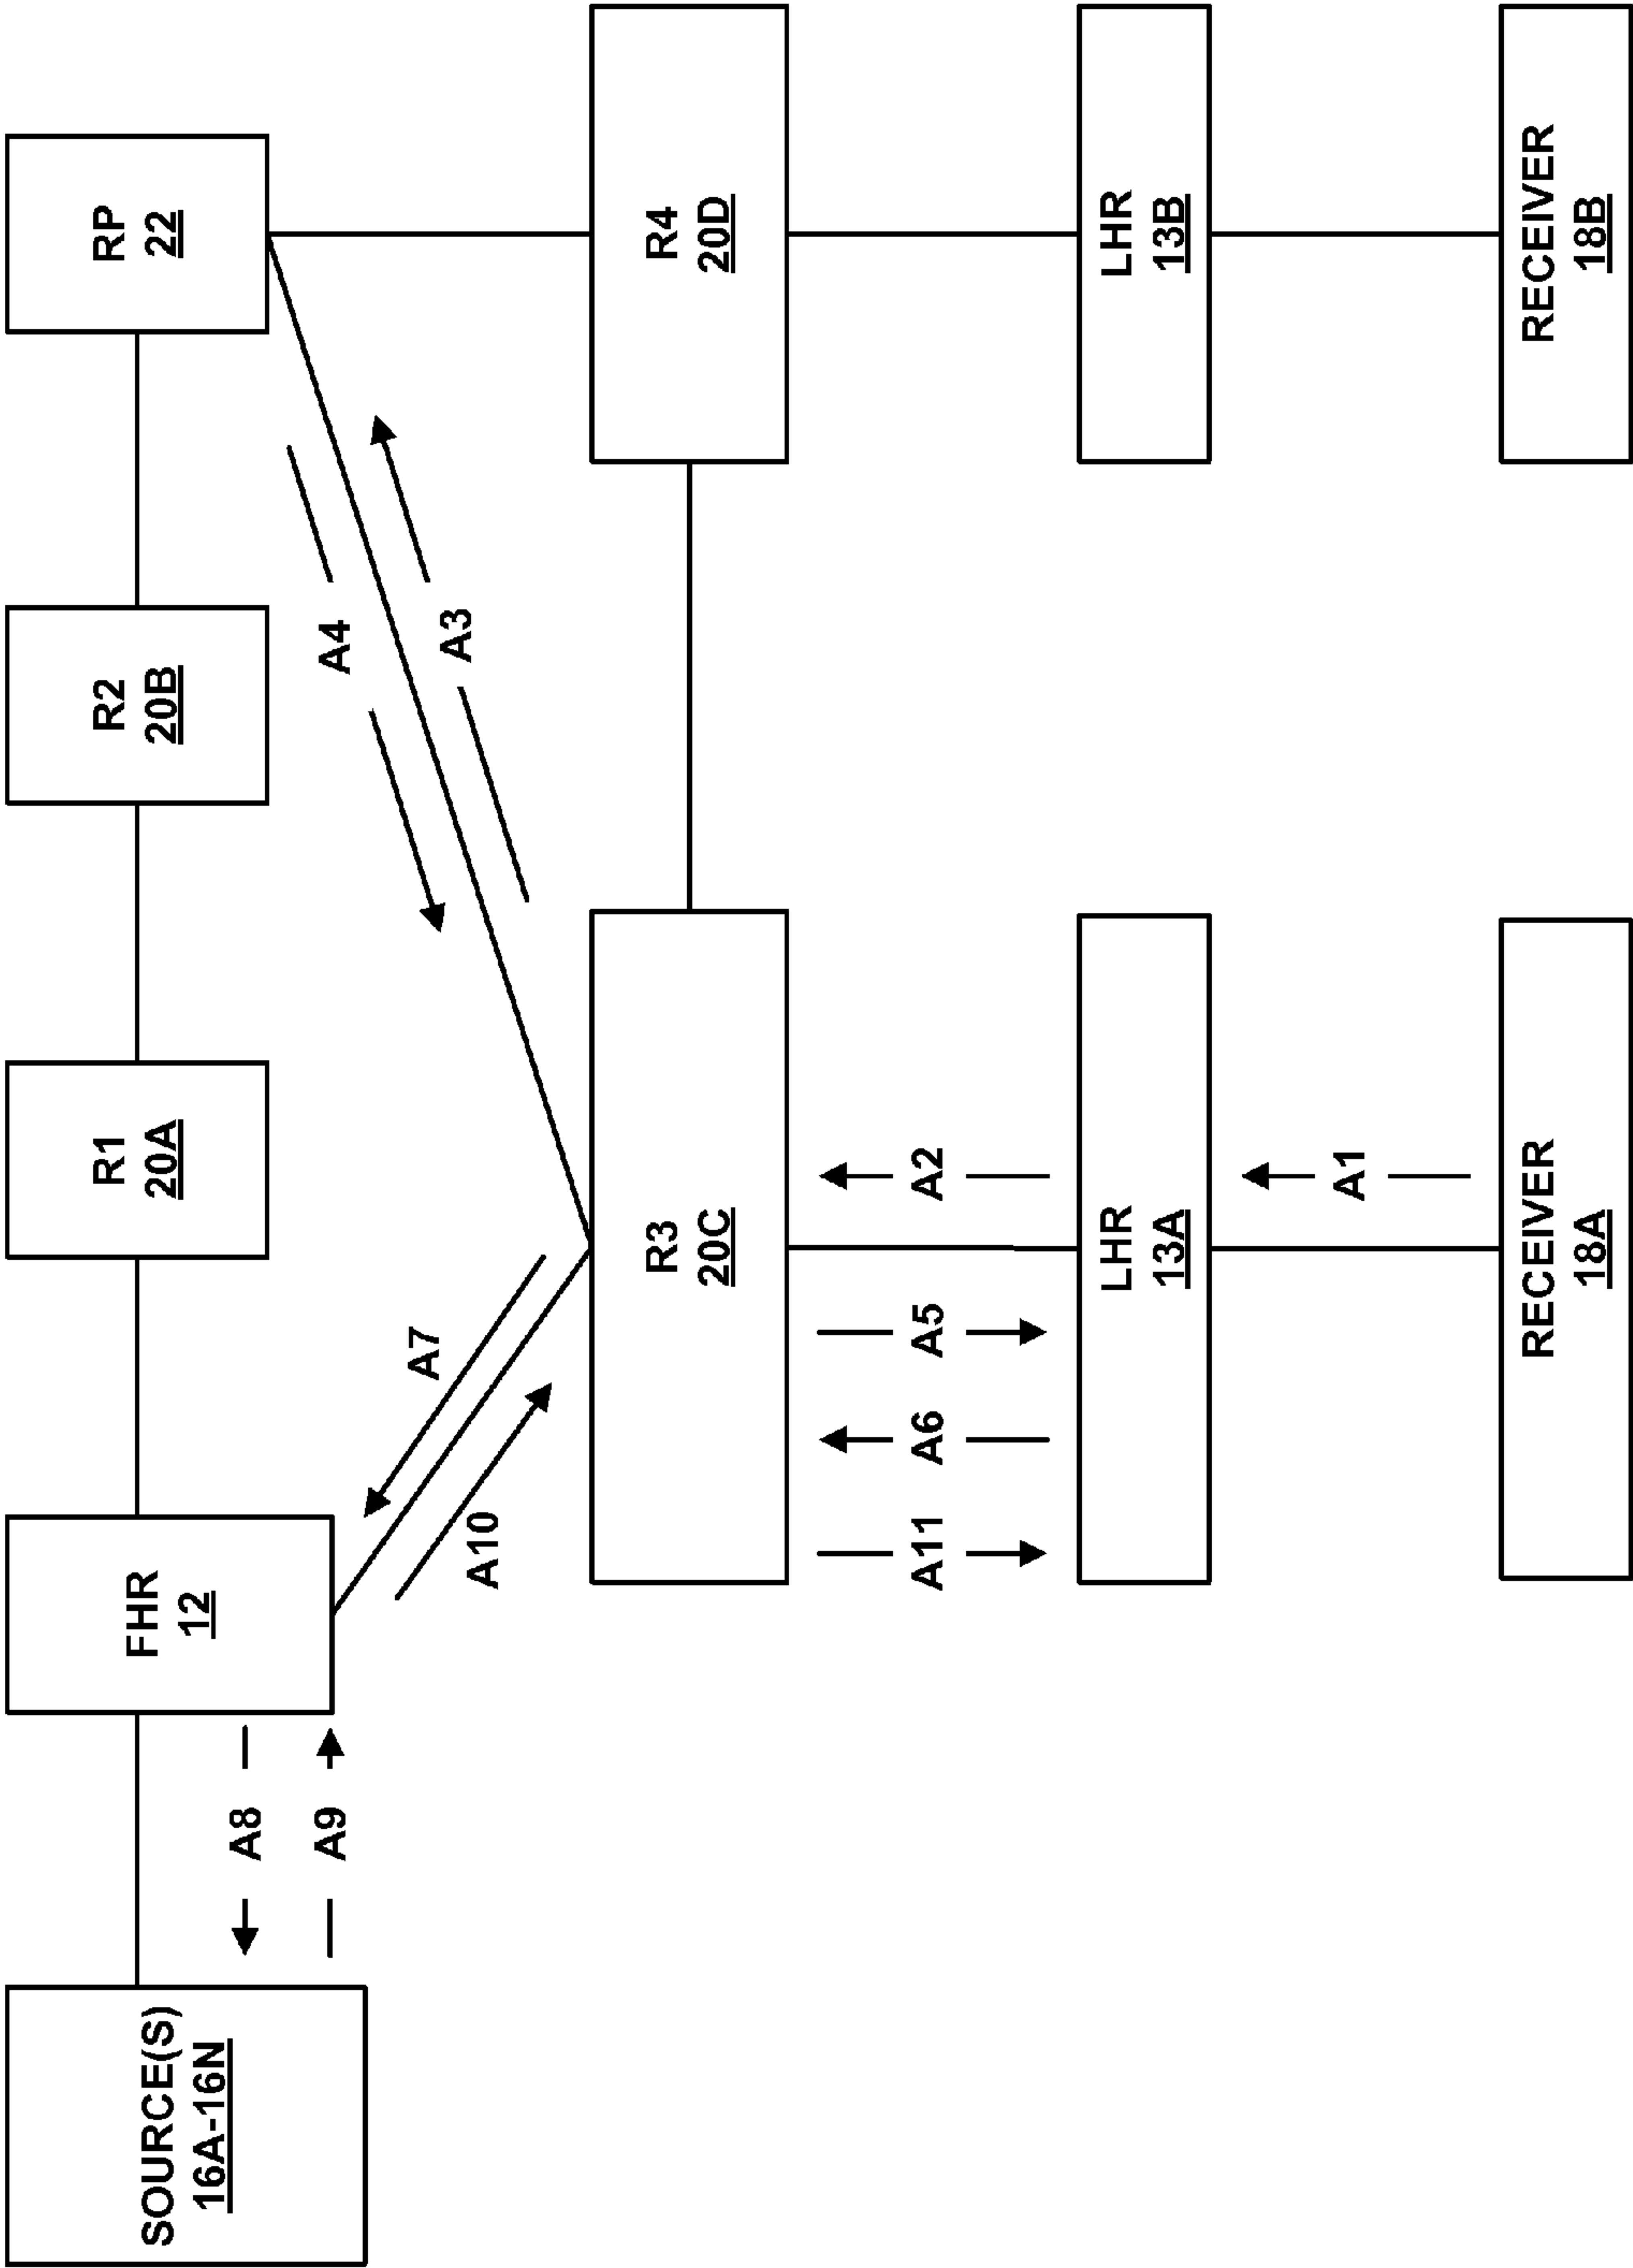 SOURCE(S)
16A-16N
A8
A9
FHR
12
R1
20A
R2
20B
RP
22
A7
A10
A4
A3
R3
20C
R4
20D
A11
A6
A5
A2
LHR
13A
LHR
13B
A1
RECEIVER
18A
RECEIVER
18B